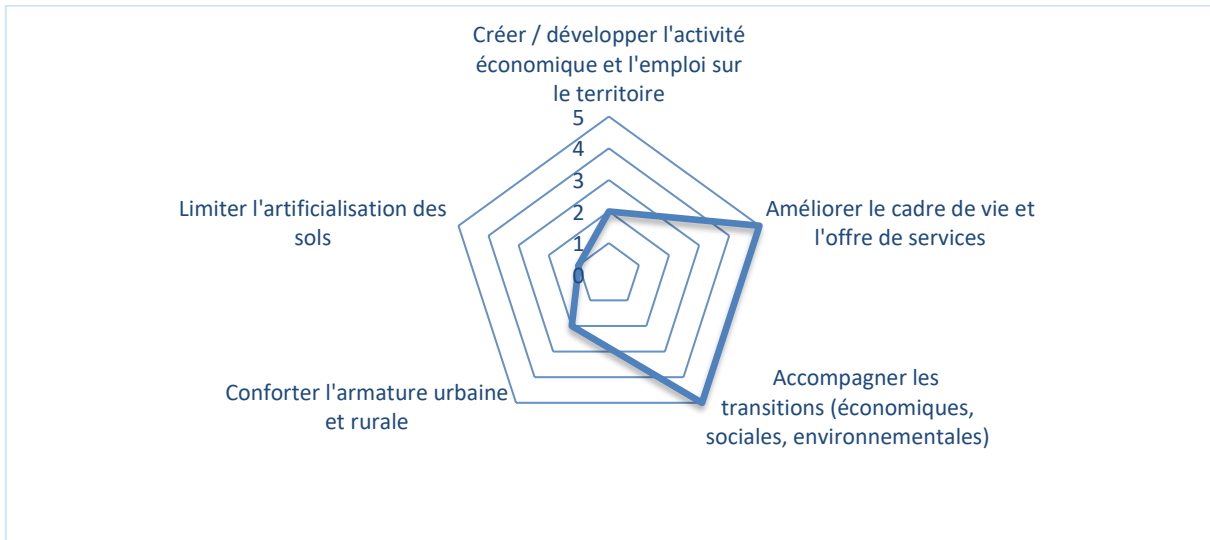 Créer / développer l'activité
économique et l'emploi sur
le territoire
5
4
3
2
1
0
Améliorer le cadre de vie et
l'offre de services
Accompagner les
transitions (économiques,
sociales, environnementales)
Conforter l'armature urbaine
et rurale
Limiter l'artificialisation des
sols